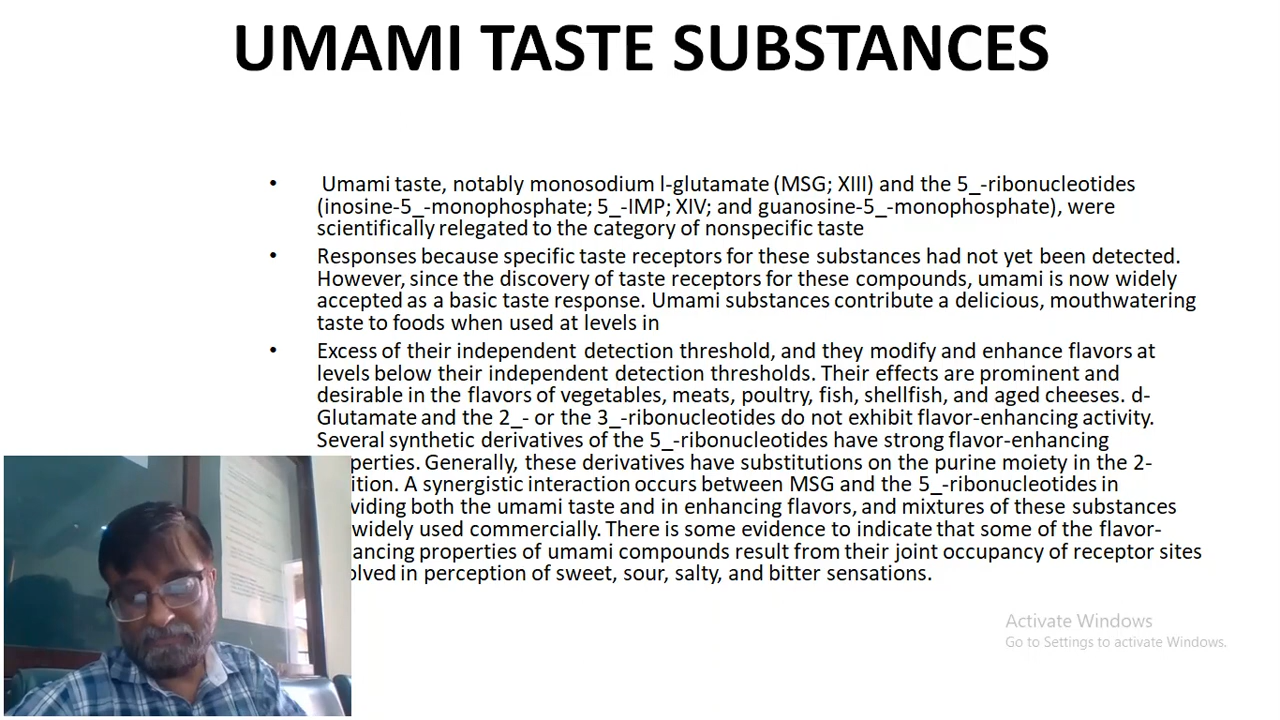 UMAMI TASTE SUBSTANCES
• Umami taste, notably monosodium l-glutamate (MSG; XIII) and the 5_-ribonucleotides
(inosine-5_-monophosphate; 5_-IMP; XIV; and guanosine-5_-monophosphate), were
scientifically relegated to the category of nonspecific taste
• Responses because specific taste receptors for these substances had not yet been detected.
However, since the discovery of taste receptors for these compounds, umami is now widely
accepted as a basic taste response. Umami substances contribute a delicious, mouthwatering
taste to foods when used at levels in
• Excess of their independent detection threshold, and they modify and enhance flavors at
levels below their independent detection thresholds. Their effects are prominent and
desirable in the flavors of vegetables, meats, poultry, fish, shellfish, and aged cheeses. d-
Glutamate and the 2_- or the 3_-ribonucleotides do not exhibit flavor-enhancing activity.
Several synthetic derivatives of the 5_-ribonucleotides have strong flavor-enhancing
perties. Generally, these derivatives have substitutions on the purine moiety in the 2-
ition. A synergistic interaction occurs between MSG and the 5_-ribonucleotides in
viding both the umami taste and in enhancing flavors, and mixtures of these substances
widely used commercially. There is some evidence to indicate that some of the flavor-
ancing properties of umami compounds result from their joint occupancy of receptor sites
olved in perception of sweet, sour, salty, and bitter sensations.
Activate Windows
Go to Settings to activate Windows.